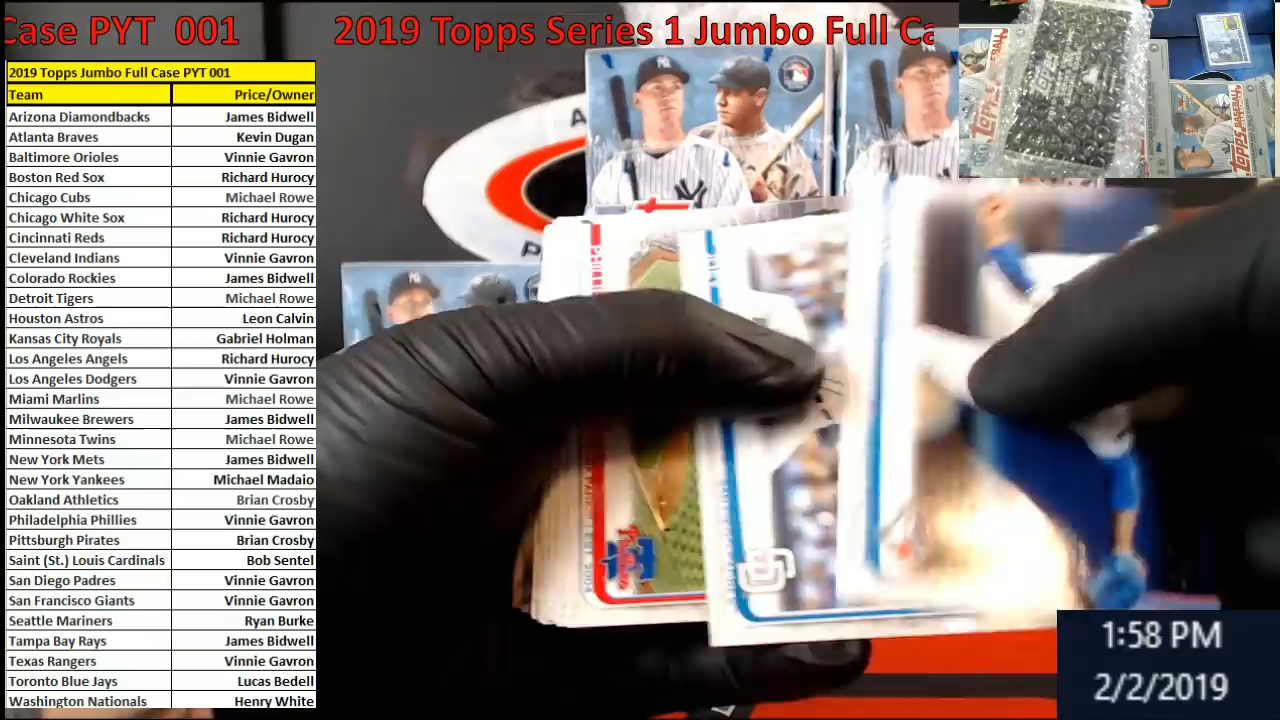 Case PYT 001
2019 Topps Series 1 Jumbo Full Ca
2019 Topps Jumbo Full Case PYT 001
Team Price/Owner
Arizona Diamondbacks James Bidwell
Atlanta Braves Kevin Dugan
Baltimore Orioles Vinnie Gavron
Boston Red Sox Richard Hurocy
Chicago Cubs Michael Rowe
Chicago White Sox Richard Hurocy
Cincinnati Reds Richard Hurocy
Cleveland Indians Vinnie Gavron
Colorado Rockies James Bidwell
Detroit Tigers Michael Rowe
Houston Astros Leon Calvin
Kansas City Royals Gabriel Holman
Los Angeles Angels Richard Hurocy
Los Angeles Dodgers Vinnie Gavron
Miami Marlins Michael Rowe
Milwaukee Brewers James Bidwell
Minnesota Twins Michael Rowe
New York Mets James Bidwell
New York Yankees Michael Madaio
Oakland Athletics Brian Crosby
Philadelphia Phillies Vinnie Gavron
Pittsburgh Pirates Brian Crosby
Saint (St.) Louis Cardinals Bob Sentel
San Diego Padres Vinnie Gavron
San Francisco Giants Vinnie Gavron
Seattle Mariners Ryan Burke
Tampa Bay Rays James Bidwell
Texas Rangers Vinnie Gavron
Toronto Blue Jays Lucas Bedell
Washington Nationals Henry White
TOPPS
TOPPS BASEBALL
Phillies
SD
1:58 PM
2/2/2019